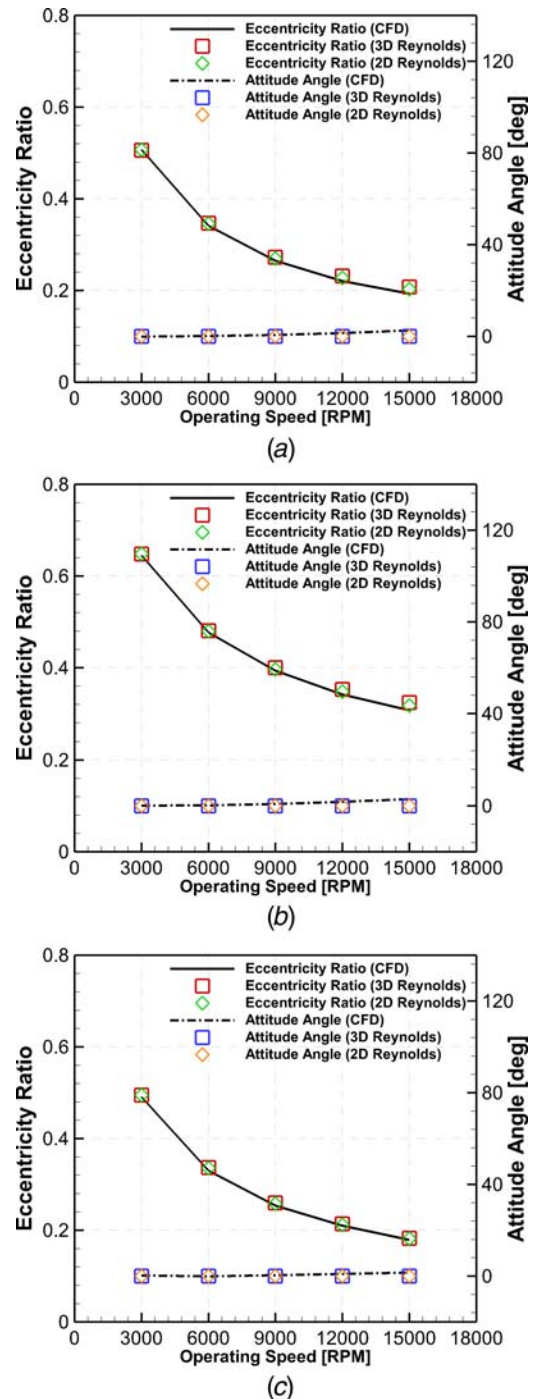 0.8
Eccentricity Ratio (CFD)
Eccentricity Ratio (3D Reynolds)
Eccentricity Ratio (2D Reynolds)
Attitude Angle (CFD)
Attitude Angle (3D Reynolds)
Attitude Angle (2D Reynolds)
0.6
0.4
0.2
0
Eccentricity Ratio
120
80
40
0
Attitude Angle [deg]
0 3000 6000 9000 12000 15000 18000
Operating Speed [RPM]
(a)
0.8
Eccentricity Ratio (CFD)
Eccentricity Ratio (3D Reynolds)
Eccentricity Ratio (2D Reynolds)
Attitude Angle (CFD)
Attitude Angle (3D Reynolds)
Attitude Angle (2D Reynolds)
0.6
0.4
0.2
0
Eccentricity Ratio
120
80
40
0
Attitude Angle [deg]
0 3000 6000 9000 12000 15000 18000
Operating Speed [RPM]
(b)
0.8
Eccentricity Ratio (CFD)
Eccentricity Ratio (3D Reynolds)
Eccentricity Ratio (2D Reynolds)
Attitude Angle (CFD)
Attitude Angle (3D Reynolds)
Attitude Angle (2D Reynolds)
0.6
0.4
0.2
0
Eccentricity Ratio
120
80
40
0
Attitude Angle [deg]
0 3000 6000 9000 12000 15000 18000
Operating Speed [RPM]
(c)